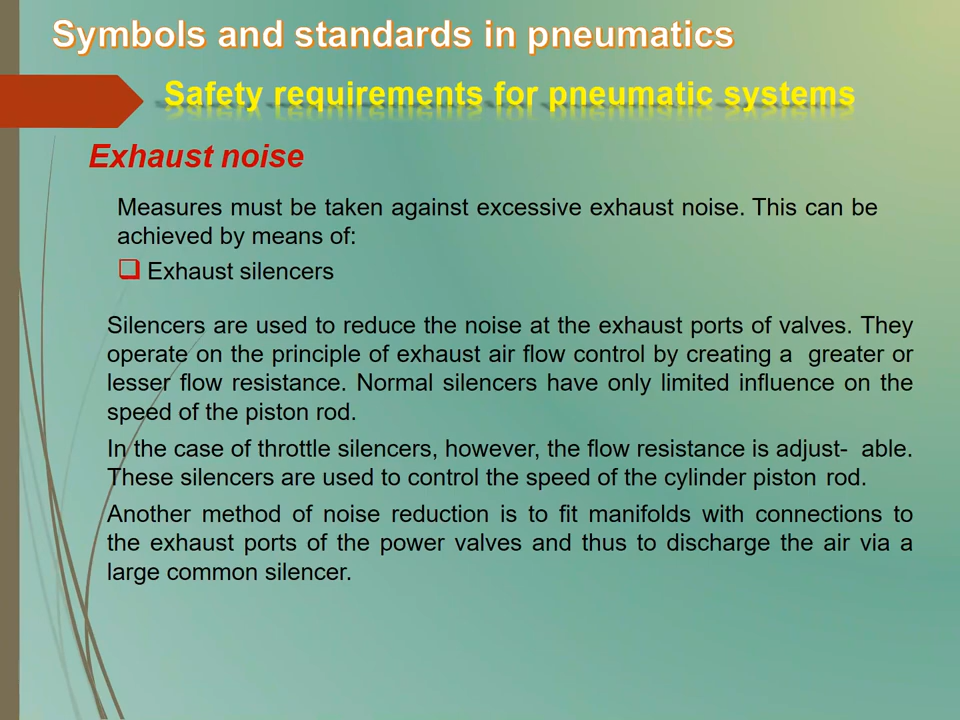 Symbols and standards in pneumatics
Safety requirements for pneumatic systems
Exhaust noise
Measures must be taken against excessive exhaust noise. This can be
achieved by means of:
❑ Exhaust silencers
Silencers are used to reduce the noise at the exhaust ports of valves. They
operate on the principle of exhaust air flow control by creating a greater or
lesser flow resistance. Normal silencers have only limited influence on the
speed of the piston rod.
In the case of throttle silencers, however, the flow resistance is adjust- able.
These silencers are used to control the speed of the cylinder piston rod.
Another method of noise reduction is to fit manifolds with connections to
the exhaust ports of the power valves and thus to discharge the air via a
large common silencer.